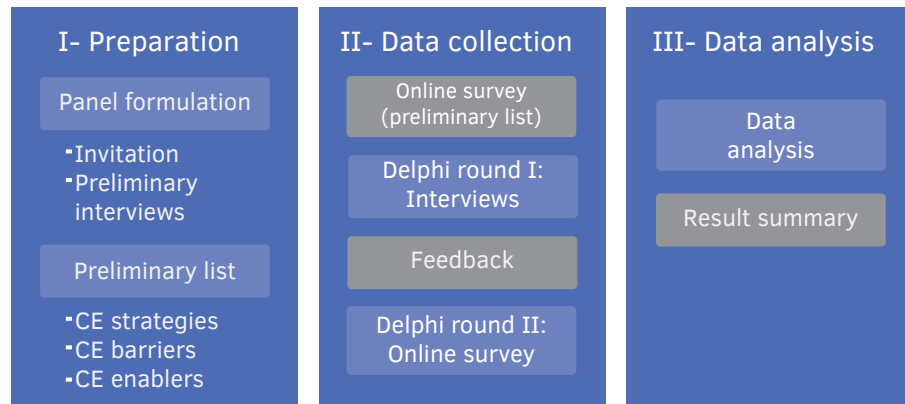 I- Preparation
Panel formulation
-Invitation
-Preliminary
interviews
Preliminary list
-CE strategies
-CE barriers
-CE enablers
II- Data collection
Online survey
(preliminary list)
Delphi round I:
Interviews
Feedback
Delphi round II:
Online survey
III- Data analysis
Data
analysis
Result summary